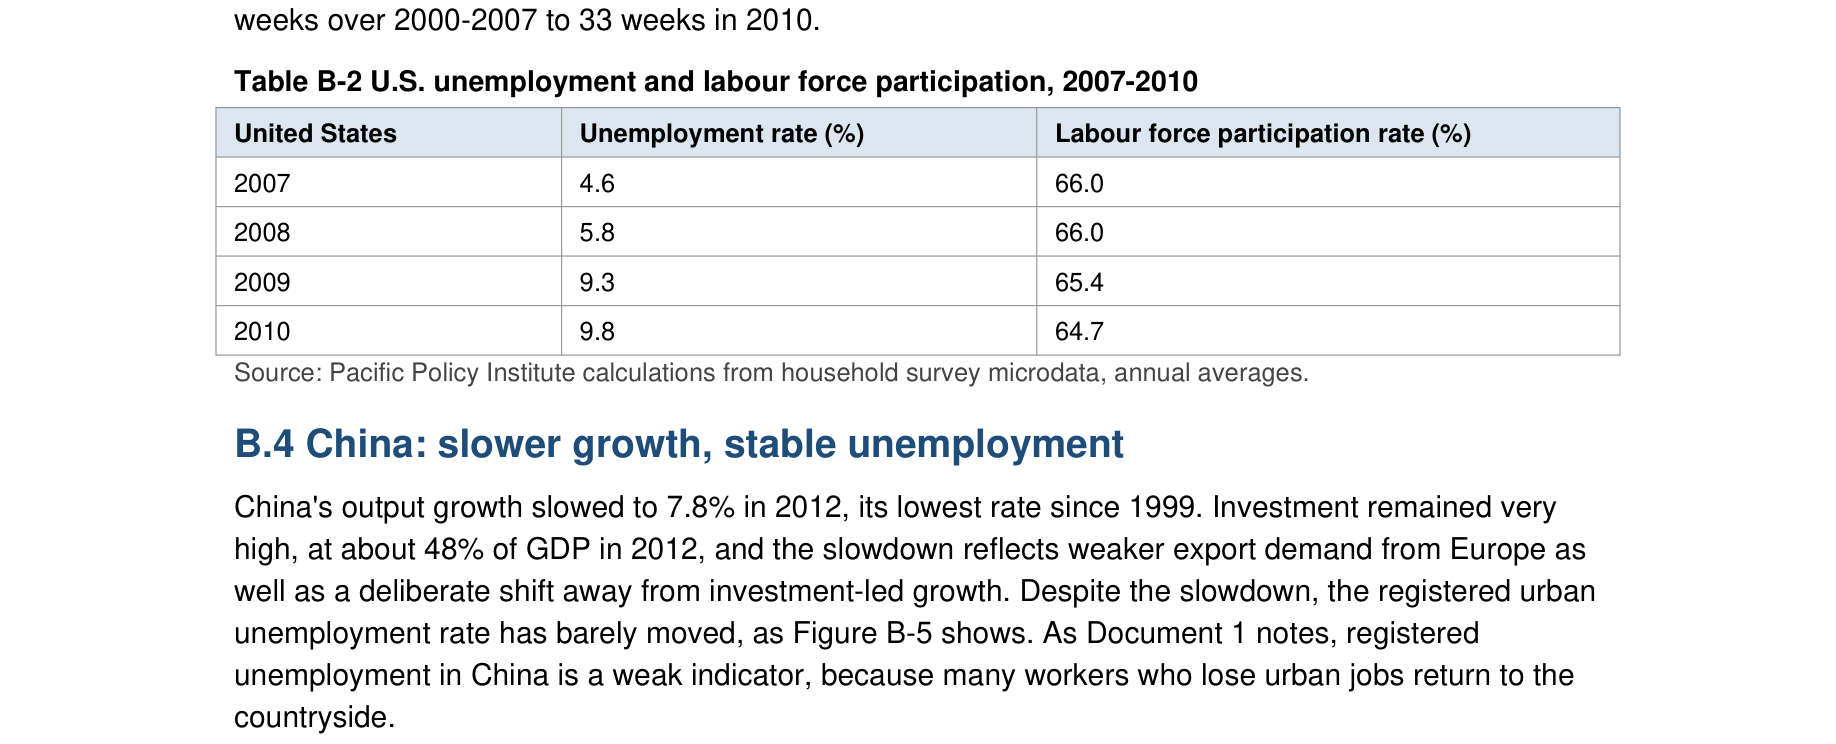 weeks over 2000-2007 to 33 weeks in 2010.
Table B-2 U.S. unemployment and labour force participation, 2007-2010
United States Unemployment rate (%) Labour force participation rate (%)
2007 4.6 66.0
2008 5.8 66.0
2009 9.3 65.4
2010 9.8 64.7
Source: Pacific Policy Institute calculations from household survey microdata, annual averages.
B.4 China: slower growth, stable unemployment
China's output growth slowed to 7.8% in 2012, its lowest rate since 1999. Investment remained very
high, at about 48% of GDP in 2012, and the slowdown reflects weaker export demand from Europe as
well as a deliberate shift away from investment-led growth. Despite the slowdown, the registered urban
unemployment rate has barely moved, as Figure B-5 shows. As Document 1 notes, registered
unemployment in China is a weak indicator, because many workers who lose urban jobs return to the
countryside.